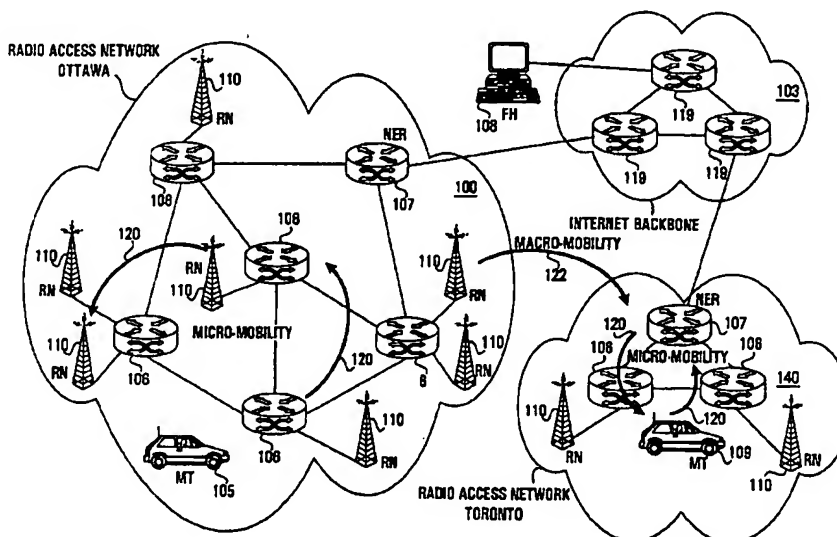 RADIO ACCESS NETWORK
OTTAWA
110
RN
108
NER
107
100
108
FH
119
119
119
103
INTERNET BACKBONE
MACRO-MOBILITY
122
120
110
RN
110
RN
106
RN
110
108
MICRO-MOBILITY
120
110
RN
110
RN
6
106
110
RN
MT
105
NER
107
120
108
MICRO-MOBILITY
108
140
110
RN
120
MT
109
110
RN
RADIO ACCESS NETWORK
TORONTO